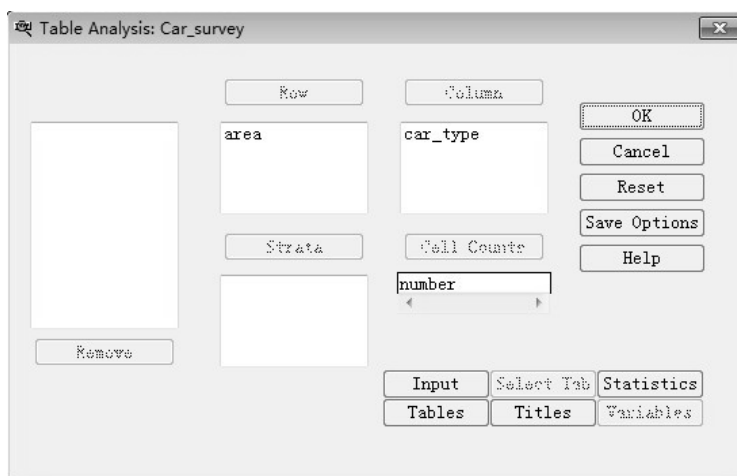 Table Analysis: Car_survey
Row
Column
OK
area
car_type
Cancel
Reset
Strata
Cell Counts
Save Options
Help
number
Remove
Input
Select Tab
Statistics
Tables
Titles
Variables